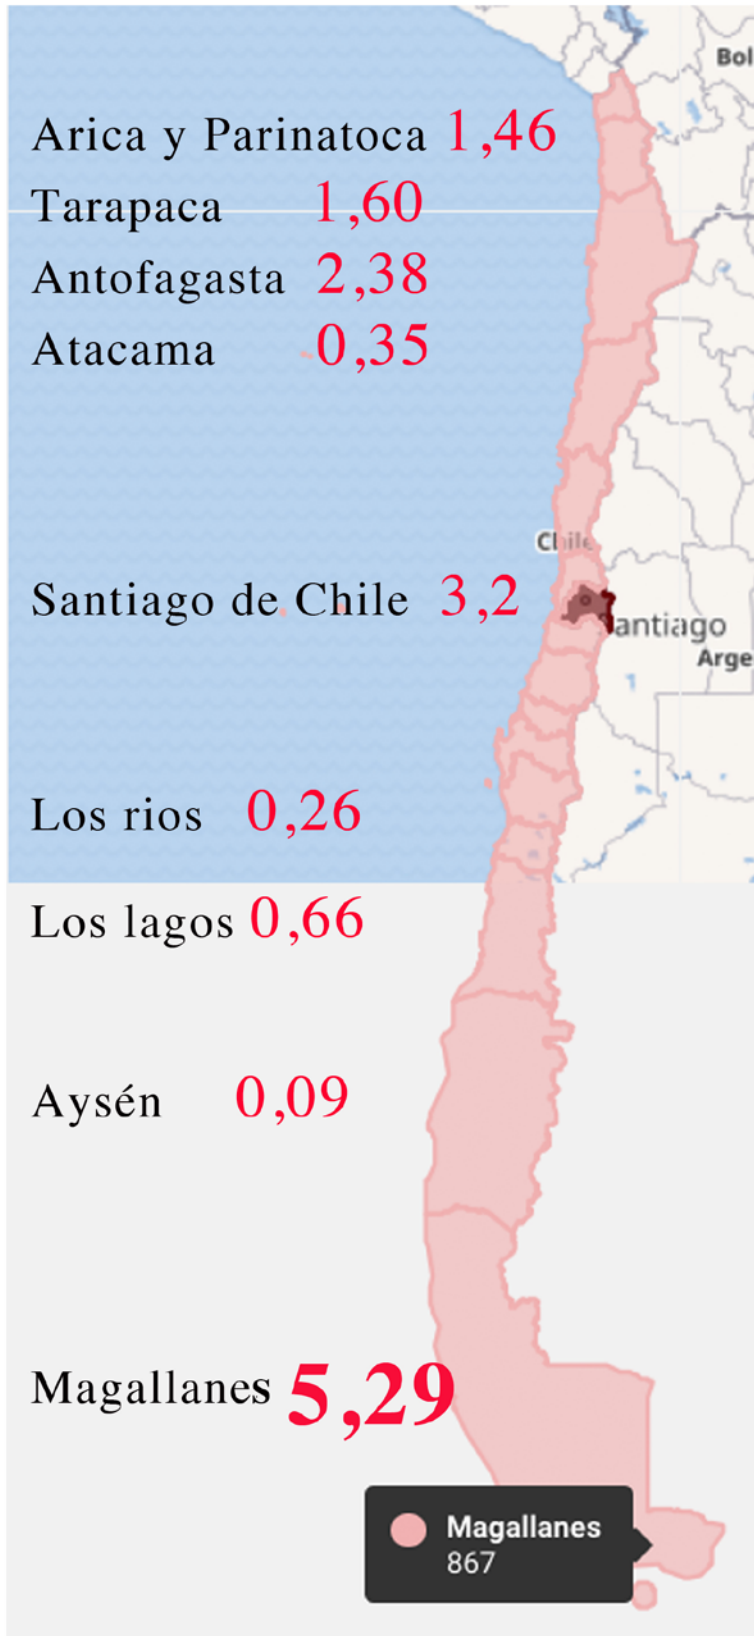 Bol
Arica y Parinatoca 1,46
Tarapaca 1,60
Antofagasta 2,38
Atacama 0,35
Chile
Santiago de Chile 3,2
antiago
Arge
Los rios 0,26
Los lagos 0,66
Aysén 0,09
Magallanes 5,29
Magallanes
867